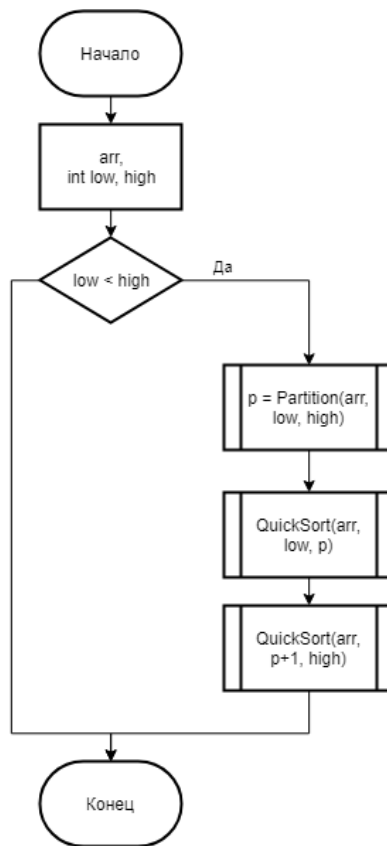 Начало
arr,
int low, high
low < high
Да
p = Partition(arr,
low, high)
QuickSort(arr,
low, p)
QuickSort(arr,
p+1, high)
Конец